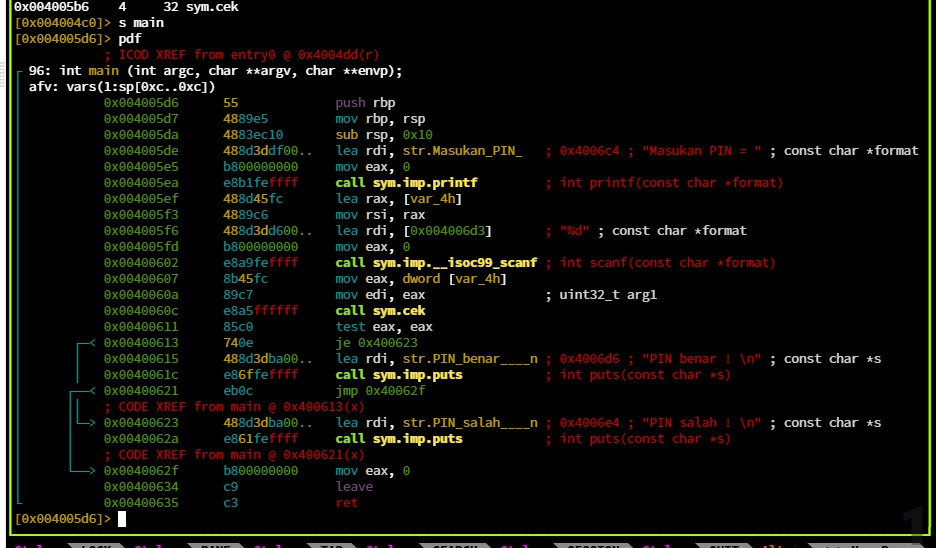 0x004005b6    4     32 sym.cek
[0x004004c0]> s main
[0x004005d6]> pdf
; ICOD XREF from entry0 @ 0x4004dd(r)
96: int main (int argc, char **argv, char **envp);
afv: vars(1:sp[0xc..0xc])
0x004005d6      55             push rbp
0x004005d7      4889e5         mov rbp, rsp
0x004005da      4883ec10       sub rsp, 0x10
0x004005de      488d3ddf00..   lea rdi, str.Masukan_PIN_   ; 0x4006c4 ; "Masukan PIN = " ; const char *format
0x004005e5      b800000000     mov eax, 0
0x004005ea      e8b1feffff     call sym.imp.printf         ; int printf(const char *format)
0x004005ef      488d45fc       lea rax, [var_4h]
0x004005f3      4889c6         mov rsi, rax
0x004005f6      488d3dd600..   lea rdi, [0x004006d3]       ; "%d" ; const char *format
0x004005fd      b800000000     mov eax, 0
0x00400602      e8a9feffff     call sym.imp.__isoc99_scanf ; int scanf(const char *format)
0x00400607      8b45fc         mov eax, dword [var_4h]
0x0040060a      89c7           mov edi, eax                ; uint32_t arg1
0x0040060c      e8a5ffffff     call sym.cek
0x00400611      85c0           test eax, eax
0x00400613      740e           je 0x400623
0x00400615      488d3dba00..   lea rdi, str.PIN_benar____n ; 0x4006d6 ; "PIN benar ! \n" ; const char *s
0x0040061c      e86ffeffff     call sym.imp.puts           ; int puts(const char *s)
0x00400621      eb0c           jmp 0x40062f
; CODE XREF from main @ 0x400613(x)
0x00400623      488d3dba00..   lea rdi, str.PIN_salah____n ; 0x4006e4 ; "PIN salah ! \n" ; const char *s
0x0040062a      e861feffff     call sym.imp.puts           ; int puts(const char *s)
; CODE XREF from main @ 0x400621(x)
0x0040062f      b800000000     mov eax, 0
0x00400634      c9             leave
0x00400635      c3             ret
[0x004005d6]>
1